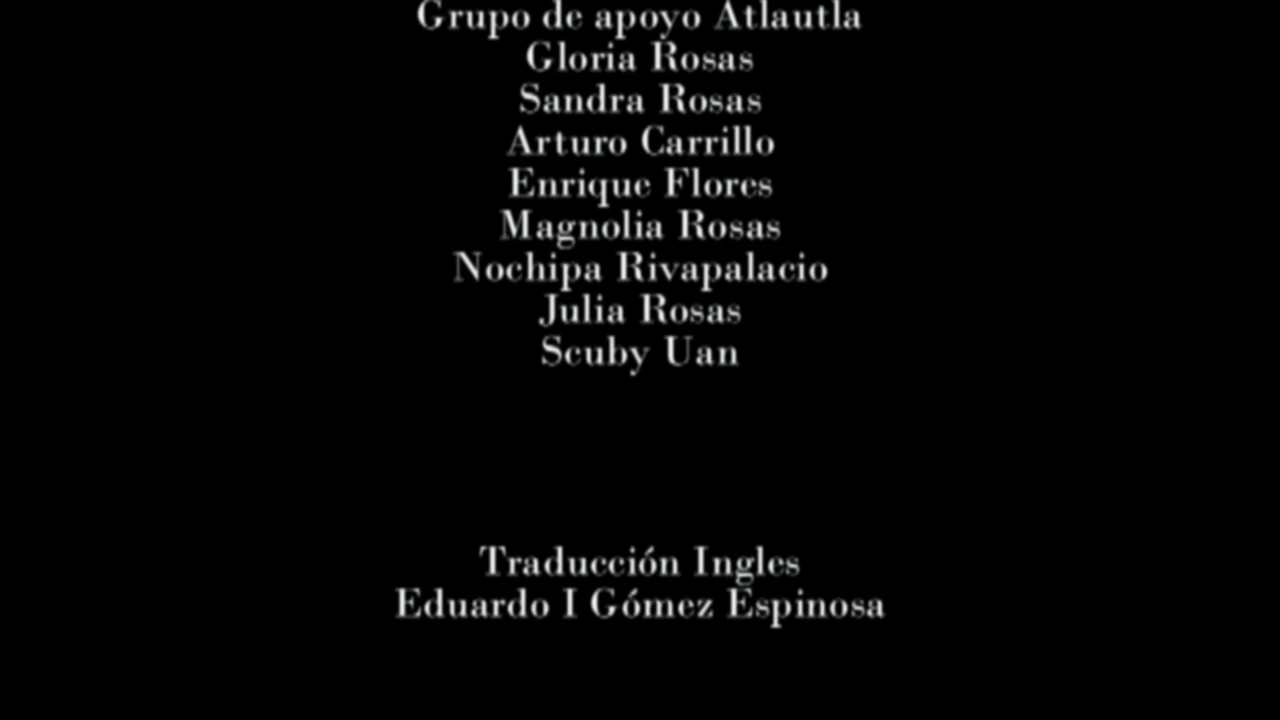 Grupo de apoyo Atlautla
Gloria Rosas
Sandra Rosas
Arturo Carrillo
Enrique Flores
Magnolia Rosas
Nochipa Rivapalacio
Julia Rosas
Scuby Uan
Traducción Ingles
Eduardo I Gómez Espinosa